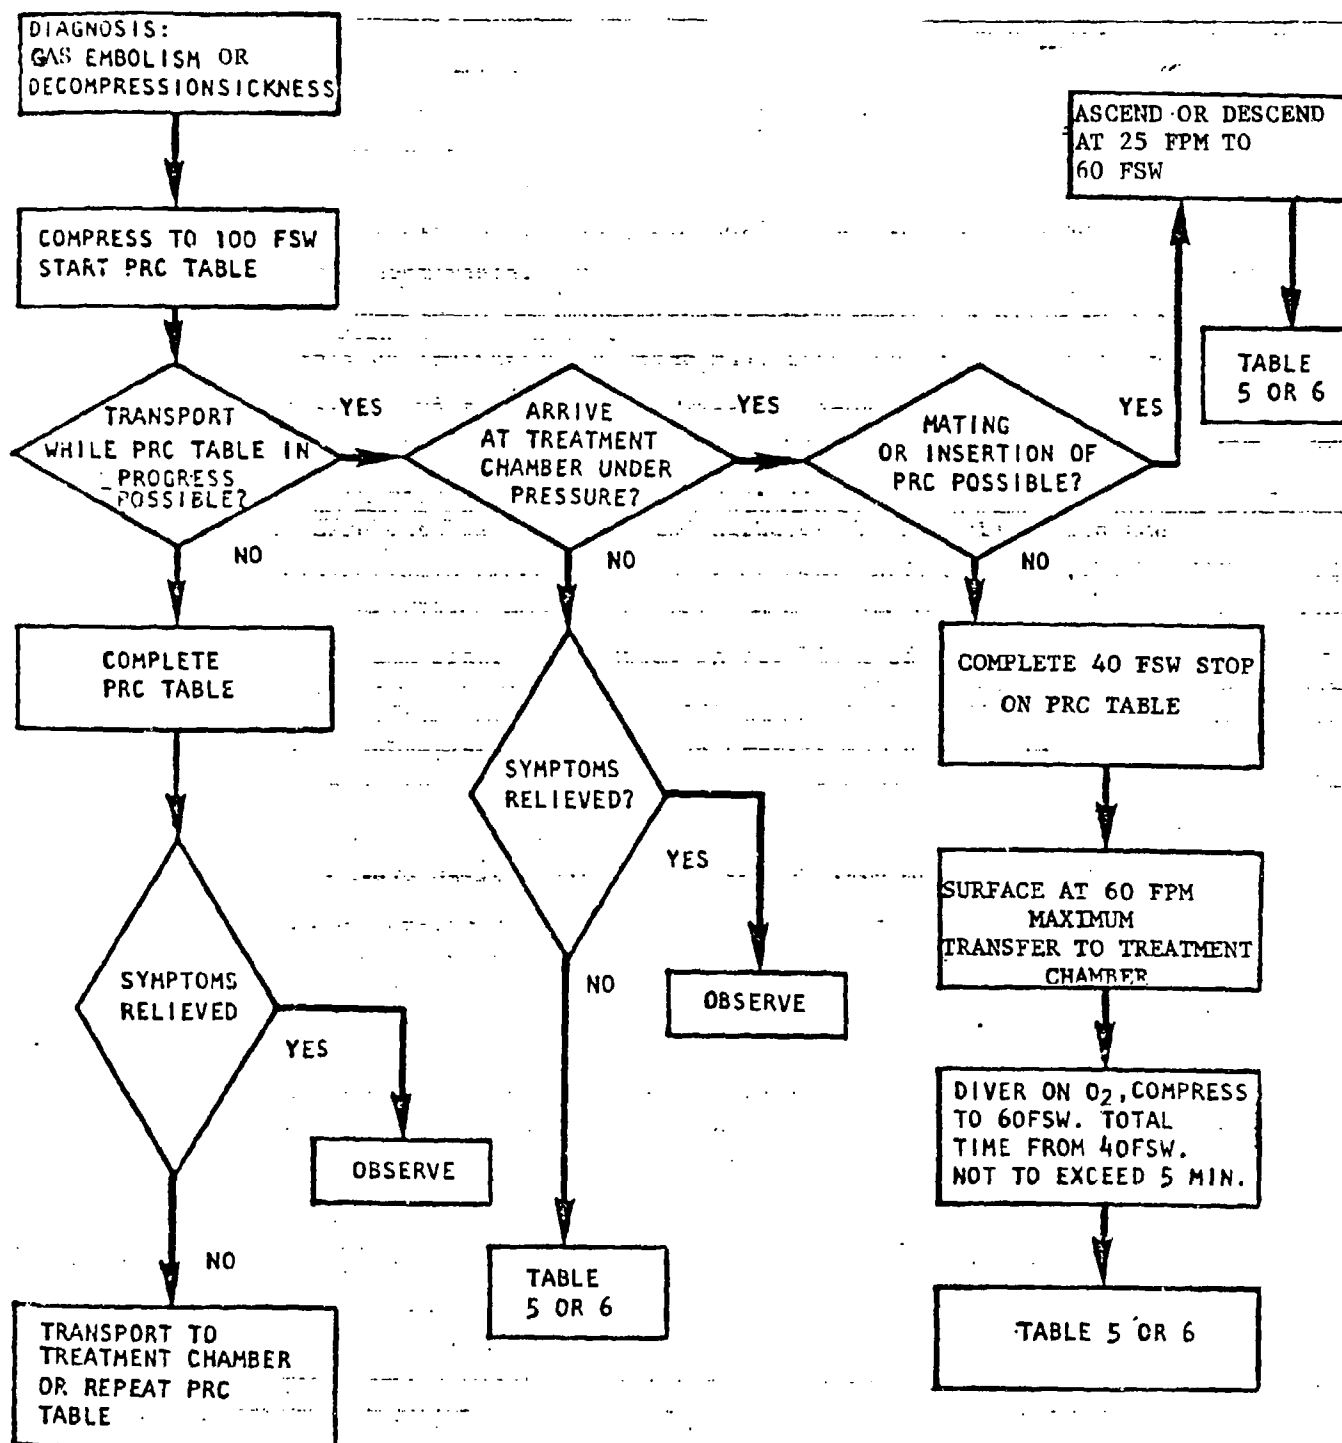 DIAGNOSIS:
GAS EMBOLISM OR
DECOMPRESSIONSICKNESS
COMPRESS TO 100 FSW
START PRC TABLE
TRANSPORT
WHILE PRC TABLE IN
PROGRESS
POSSIBLE?
YES
NO
ARRIVE
AT TREATMENT
CHAMBER UNDER
PRESSURE?
YES
NO
MATING
OR INSERTION OF
PRC POSSIBLE?
YES
NO
ASCEND OR DESCEND
AT 25 FPM TO
60 FSW
TABLE
5 OR 6
COMPLETE
PRC TABLE
SYMPTOMS
RELIEVED
YES
NO
OBSERVE
TRANSPORT TO
TREATMENT CHAMBER
OR REPEAT PRC
TABLE
SYMPTOMS
RELIEVED?
YES
NO
OBSERVE
TABLE
5 OR 6
COMPLETE 40 FSW STOP
ON PRC TABLE
SURFACE AT 60 FPM
MAXIMUM
TRANSFER TO TREATMENT
CHAMBER
DIVER ON O₂, COMPRESS
TO 60FSW. TOTAL
TIME FROM 40FSW.
NOT TO EXCEED 5 MIN.
TABLE 5 OR 6